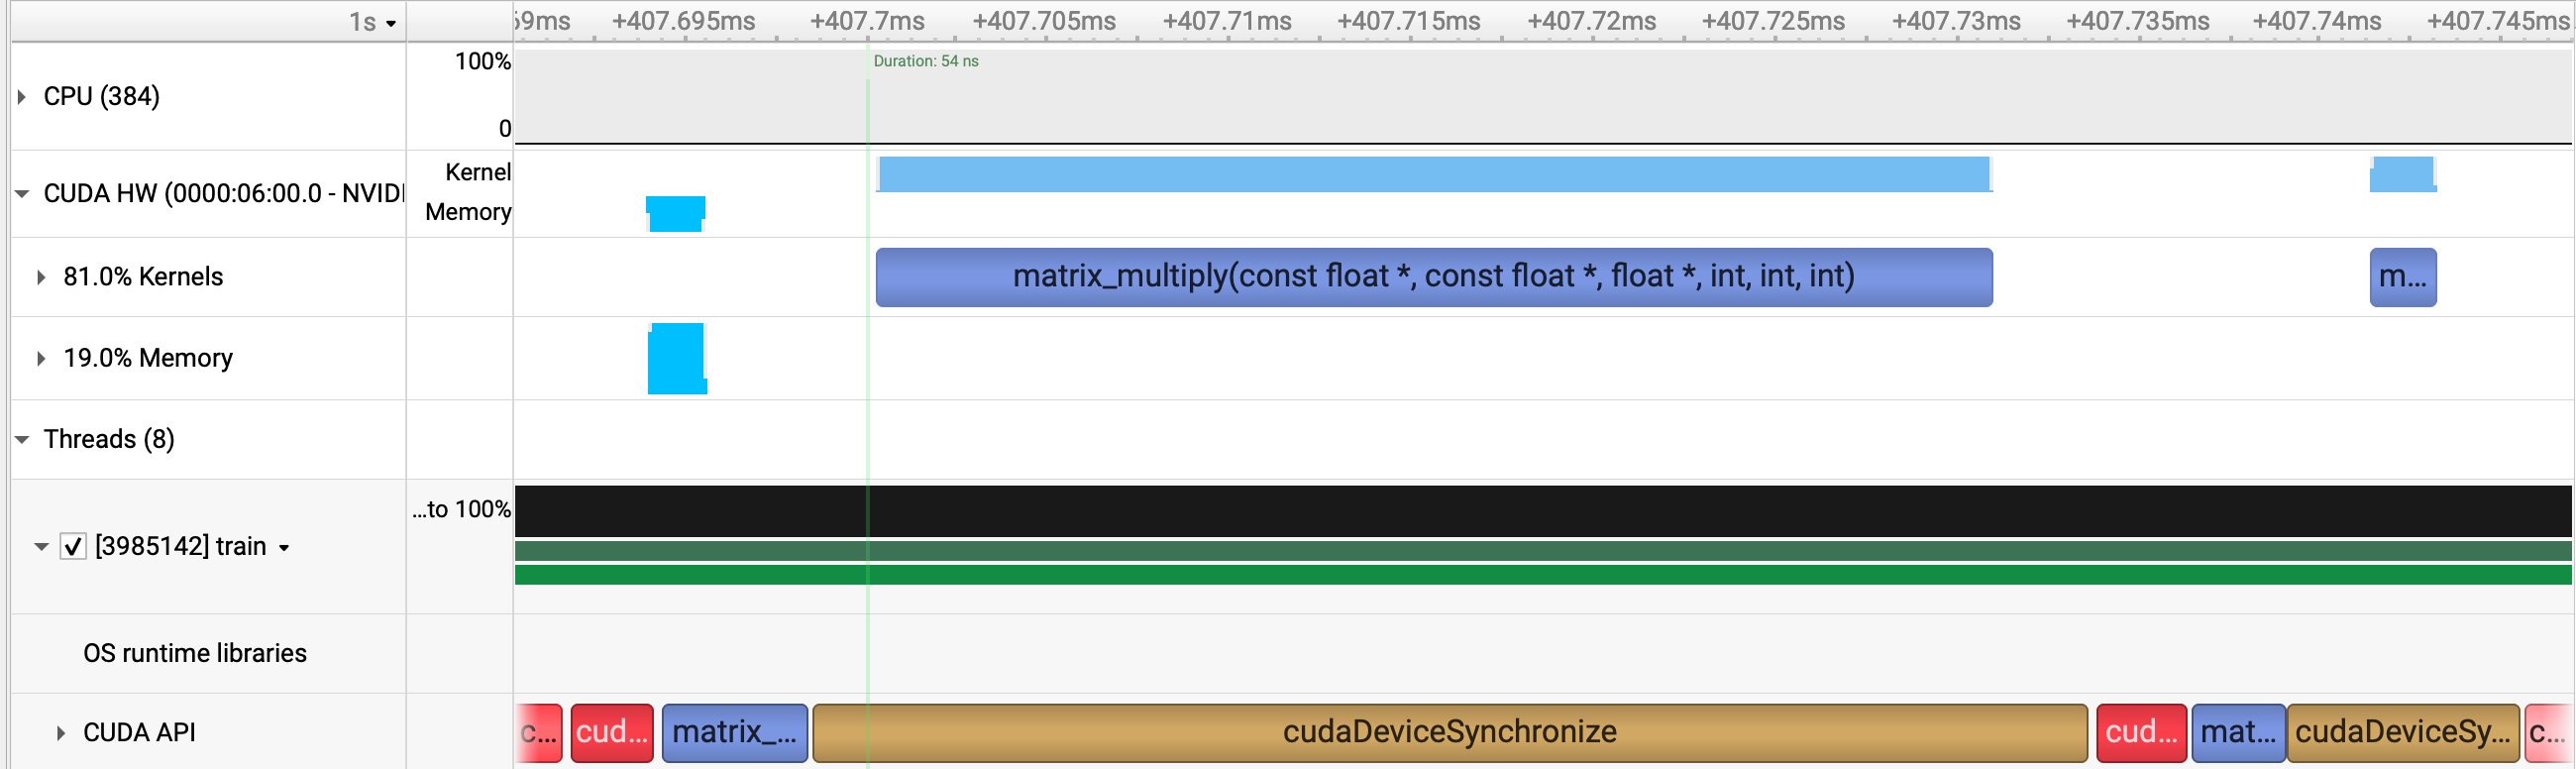 1s
59ms +407.695ms +407.7ms +407.705ms +407.71ms +407.715ms +407.72ms +407.725ms +407.73ms +407.735ms +407.74ms +407.745ms
CPU (384)
100%
0
Duration: 54 ns
CUDA HW (0000:06:00.0 - NVIDI
Kernel
Memory
81.0% Kernels
matrix_multiply(const float *, const float *, float *, int, int, int)
m...
19.0% Memory
Threads (8)
[3985142] train
...to 100%
OS runtime libraries
CUDA API
c... cud... matrix_... cudaDeviceSynchronize cud... mat... cudaDeviceSy... c...